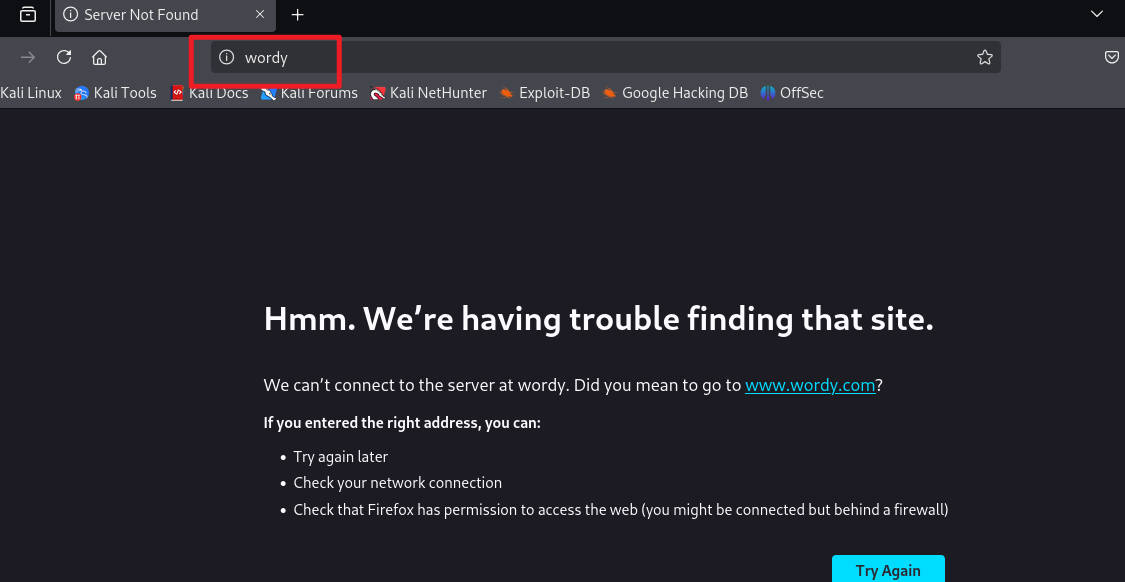 Server Not Found
wordy
Kali Linux Kali Tools Kali Docs Kali Forums Kali NetHunter Exploit-DB Google Hacking DB OffSec
Hmm. We’re having trouble finding that site.
We can’t connect to the server at wordy. Did you mean to go to www.wordy.com?
If you entered the right address, you can:
• Try again later
• Check your network connection
• Check that Firefox has permission to access the web (you might be connected but behind a firewall)
Try Again